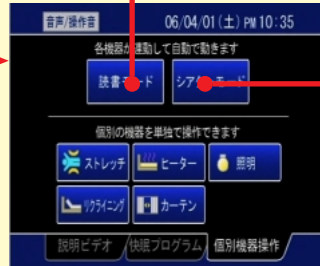 音声/操作音 06/04/01(土) PM 10:35
各機器が連動して自動で動きます
読書モード シアターモード
個別の機器を単独で操作できます
ストレッチ ヒーター 照明
リクライニング カーテン
説明ビデオ 快眠プログラム 個別機器操作